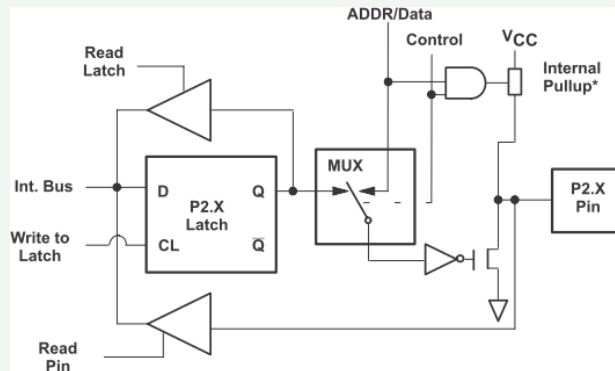 ADDR/Data
Control
VCC
Read
Latch
Internal
Pullup*
MUX
Int. Bus
D
Q
P2.X
Latch
P2.X
Pin
Write to
Latch
CL
Q̅
Read
Pin